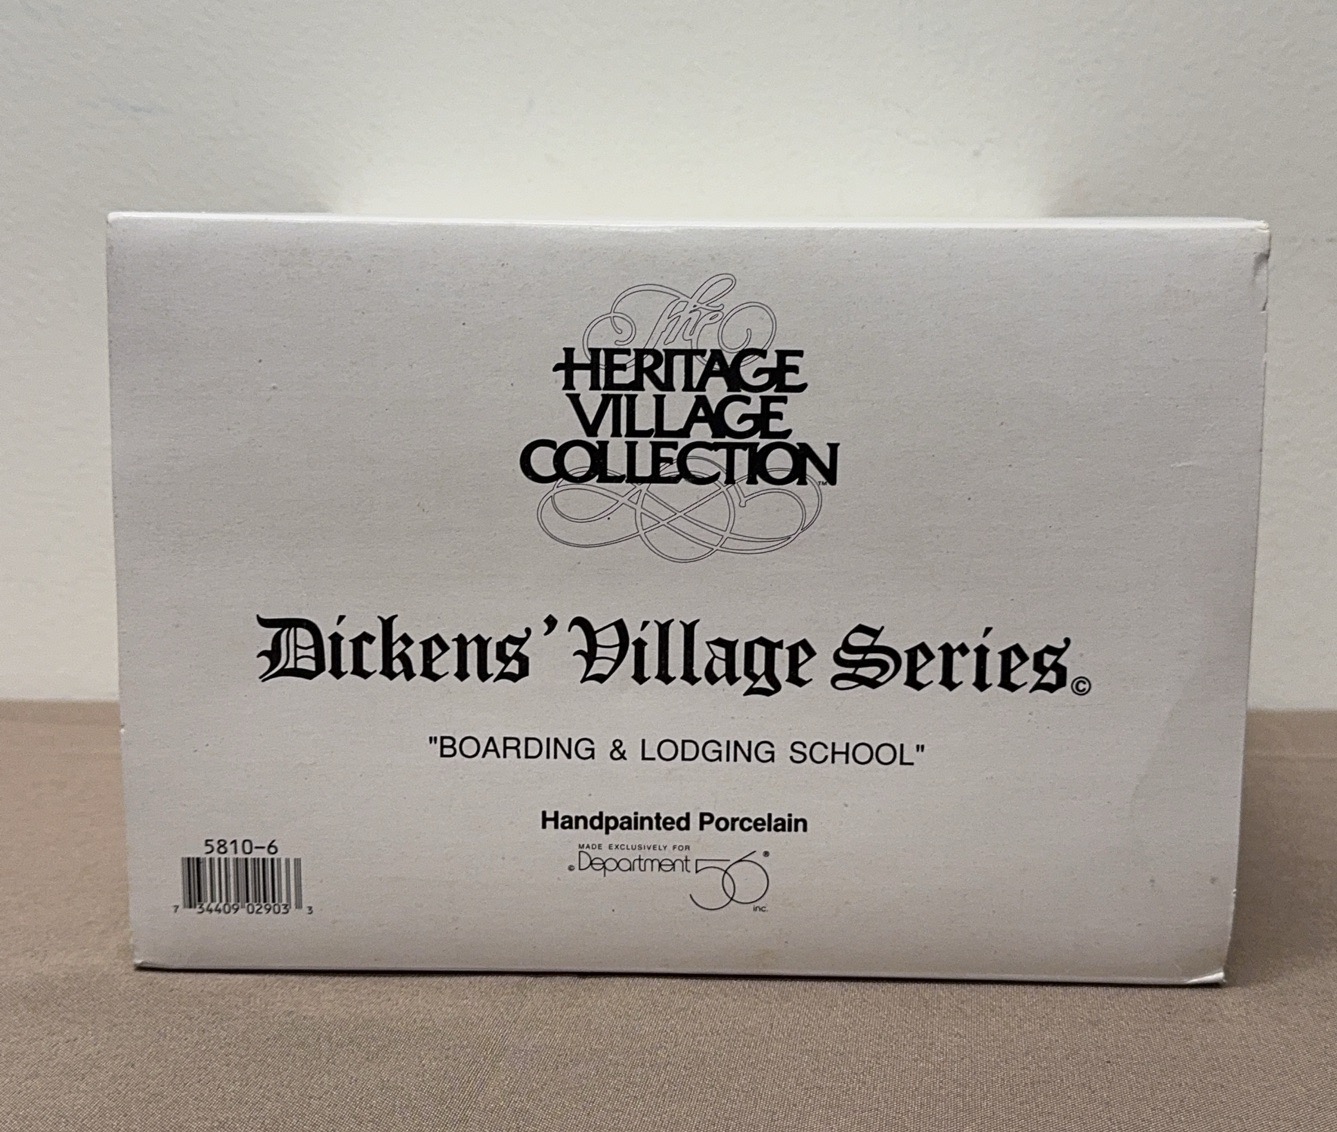 The
HERITAGE
VILLAGE
COLLECTION™
Dickens' Village Series©
"BOARDING & LODGING SCHOOL"
Handpainted Porcelain
MADE EXCLUSIVELY FOR
© Department 56® inc.
5810-6
7 34409 02903 3